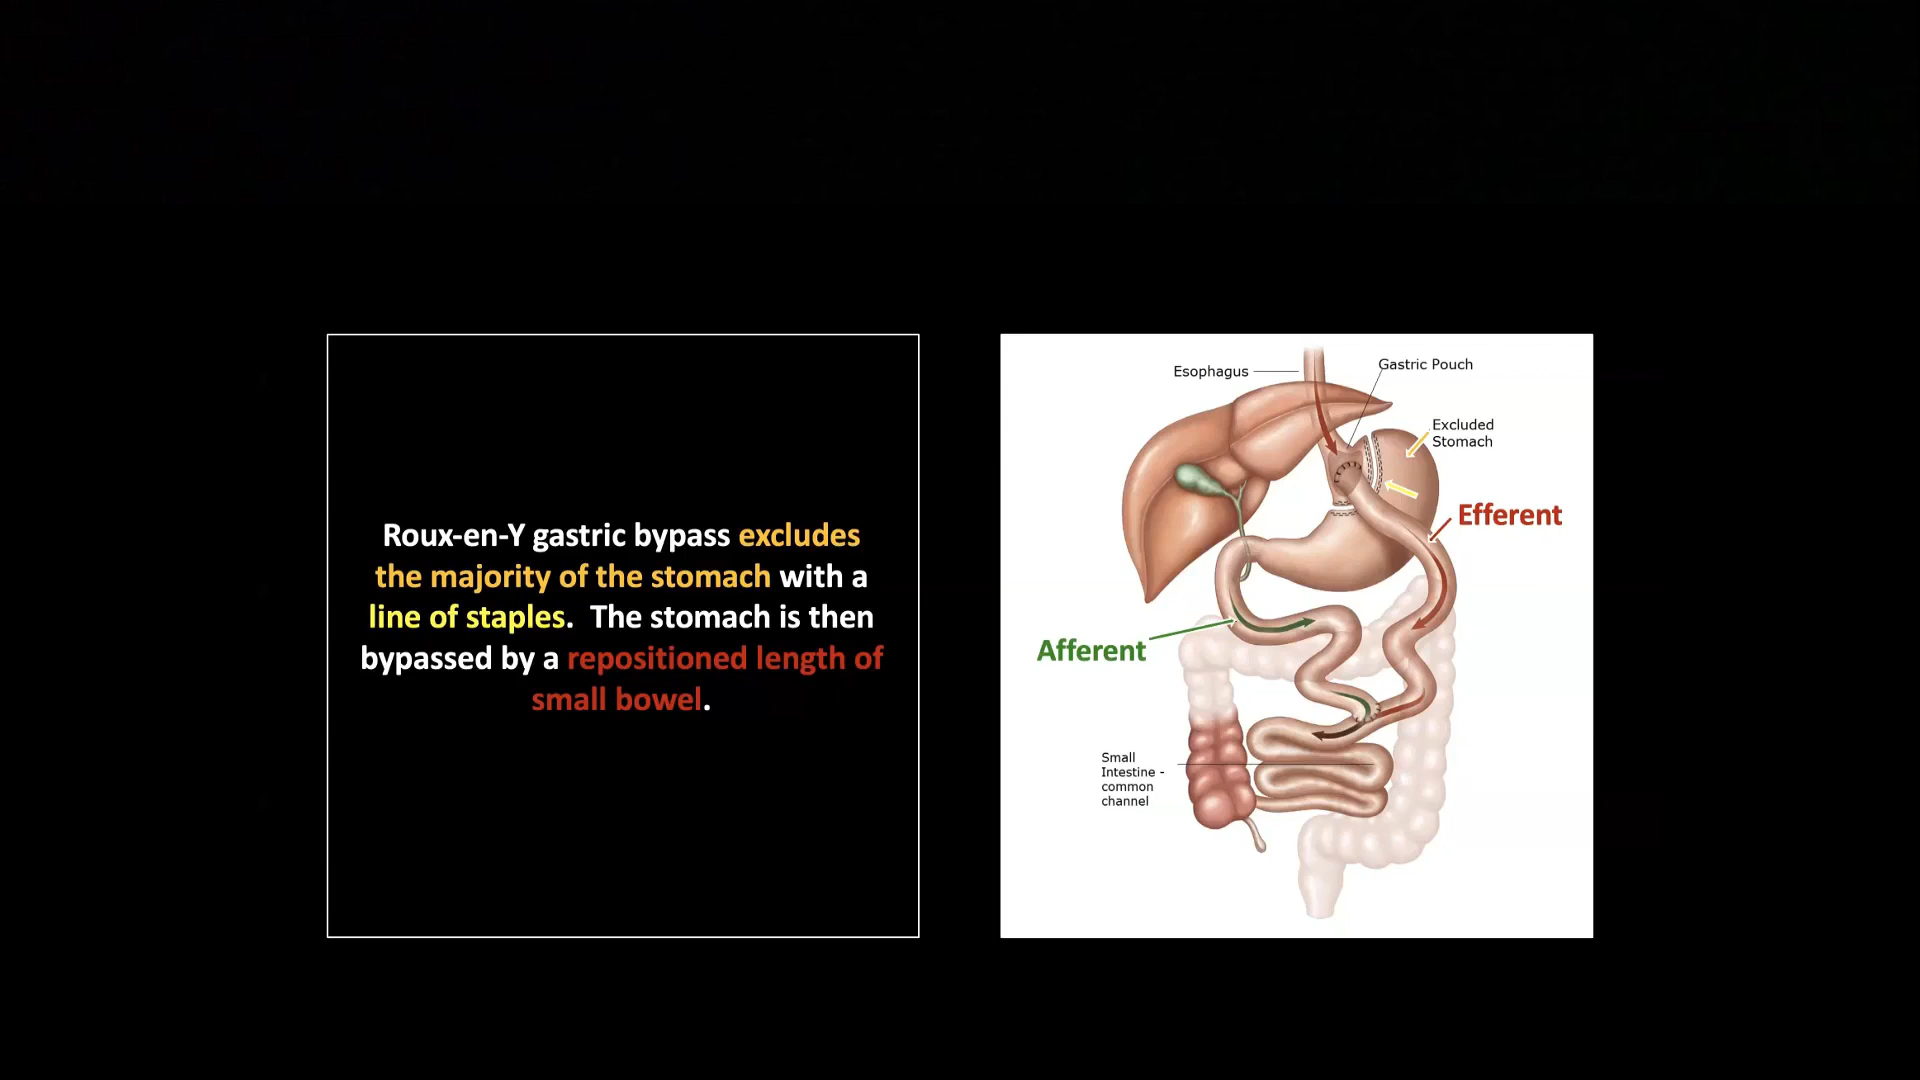 Roux-en-Y gastric bypass excludes
the majority of the stomach with a
line of staples.  The stomach is then
bypassed by a repositioned length of
small bowel.
Esophagus
Gastric Pouch
Excluded
Stomach
Efferent
Afferent
Small
Intestine -
common
channel